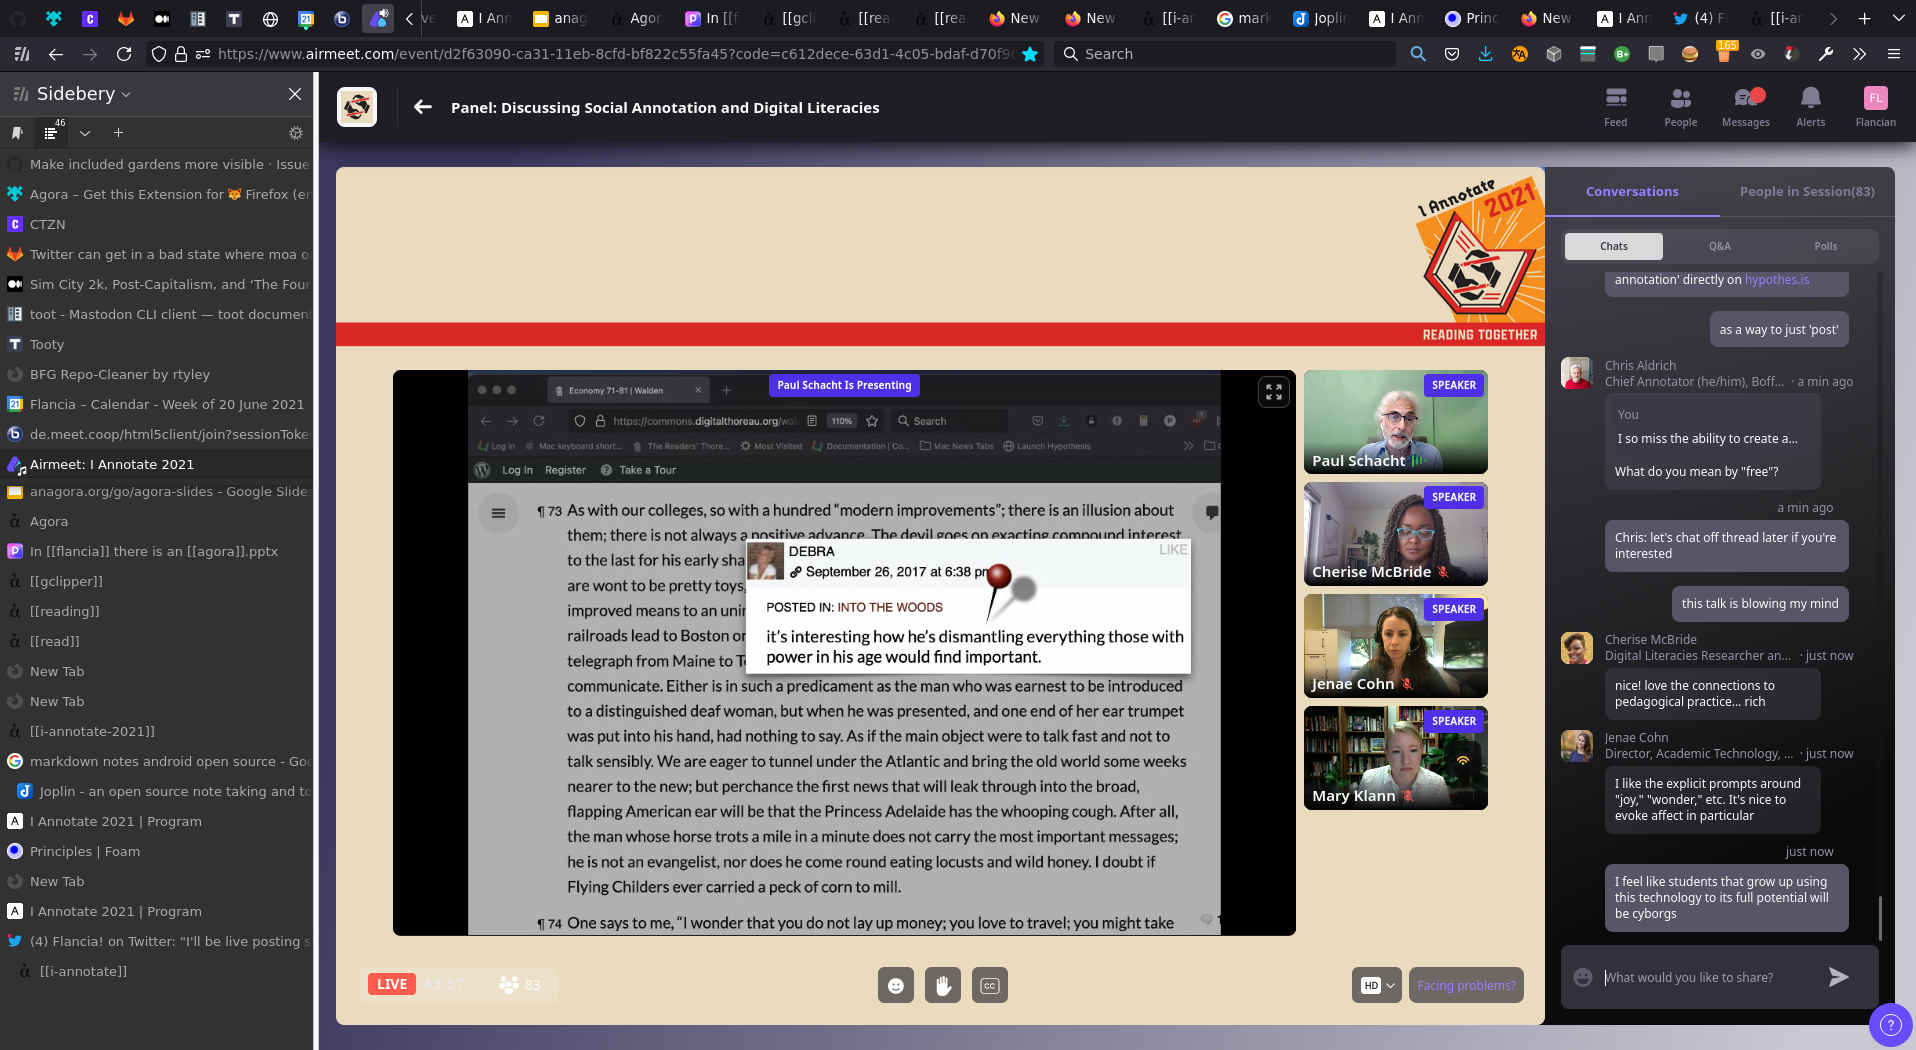 I Ann
anag
Agor
In [[f
[[gcl
[[rea
[[rea
New
New
[[i-an
mark
Joplin
I Ann
Princ
New
I Ann
(4) F
[[i-ar
https://www.airmeet.com/event/d2f63090-ca31-11eb-8cfd-bf822c55fa45?code=c612dece-63d1-4c05-bdaf-d70f9
Search
165
Sidebery
46
Make included gardens more visible · Issue
Agora – Get this Extension for 🦊 Firefox (en
CTZN
Twitter can get in a bad state where moa o
Sim City 2k, Post-Capitalism, and ‘The Four
toot - Mastodon CLI client — toot document
Tooty
BFG Repo-Cleaner by rtyley
Flancia – Calendar - Week of 20 June 2021
de.meet.coop/html5client/join?sessionToke
Airmeet: I Annotate 2021
anagora.org/go/agora-slides - Google Slides
Agora
In [[flancia]] there is an [[agora]].pptx
[[gclipper]]
[[reading]]
[[read]]
New Tab
New Tab
[[i-annotate-2021]]
markdown notes android open source - Goo
Joplin - an open source note taking and to
I Annotate 2021 | Program
Principles | Foam
New Tab
I Annotate 2021 | Program
(4) Flancia! on Twitter: "I'll be live posting s
[[i-annotate]]
Panel: Discussing Social Annotation and Digital Literacies
Feed
People
Messages
Alerts
FL
Flancian
I Annotate
2021
READING TOGETHER
Economy 71-81 | Walden
Paul Schacht Is Presenting
https://commons.digitalthoreau.org/wal
110%
Search
Log In
Mac keyboard short...
The Readers' Thore...
Most Visited
Documentation | Co...
Mac News Tabs
Launch Hypothesis
Log In Register Take a Tour
¶ 73 As with our colleges, so with a hundred “modern improvements”; there is an illusion about
them; there is not always a positive advance. The devil goes on exacting compound interest
to the last for his early sha
are wont to be pretty toys,
improved means to an unim
railroads lead to Boston or
telegraph from Maine to Te
DEBRA
LIKE
September 26, 2017 at 6:38 pm
POSTED IN: INTO THE WOODS
it’s interesting how he’s dismantling everything those with
power in his age would find important.
communicate. Either is in such a predicament as the man who was earnest to be introduced
to a distinguished deaf woman, but when he was presented, and one end of her ear trumpet
was put into his hand, had nothing to say. As if the main object were to talk fast and not to
talk sensibly. We are eager to tunnel under the Atlantic and bring the old world some weeks
nearer to the new; but perchance the first news that will leak through into the broad,
flapping American ear will be that the Princess Adelaide has the whooping cough. After all,
the man whose horse trots a mile in a minute does not carry the most important messages;
he is not an evangelist, nor does he come round eating locusts and wild honey. I doubt if
Flying Childers ever carried a peck of corn to mill.
¶ 74 One says to me, “I wonder that you do not lay up money; you love to travel; you might take
SPEAKER
Paul Schacht
SPEAKER
Cherise McBride
SPEAKER
Jenae Cohn
SPEAKER
Mary Klann
LIVE
43:57
83
CC
HD
Facing problems?
Conversations
People in Session(83)
Chats
Q&A
Polls
annotation' directly on hypothes.is
as a way to just 'post'
Chris Aldrich
Chief Annotator (he/him), Boff... · a min ago
You
I so miss the ability to create a...
What do you mean by "free"?
a min ago
Chris: let's chat off thread later if you're
interested
this talk is blowing my mind
Cherise McBride
Digital Literacies Researcher an... · just now
nice! love the connections to
pedagogical practice... rich
Jenae Cohn
Director, Academic Technology, ... · just now
I like the explicit prompts around
"joy," "wonder," etc. It's nice to
evoke affect in particular
just now
I feel like students that grow up using
this technology to its full potential will
be cyborgs
What would you like to share?
?